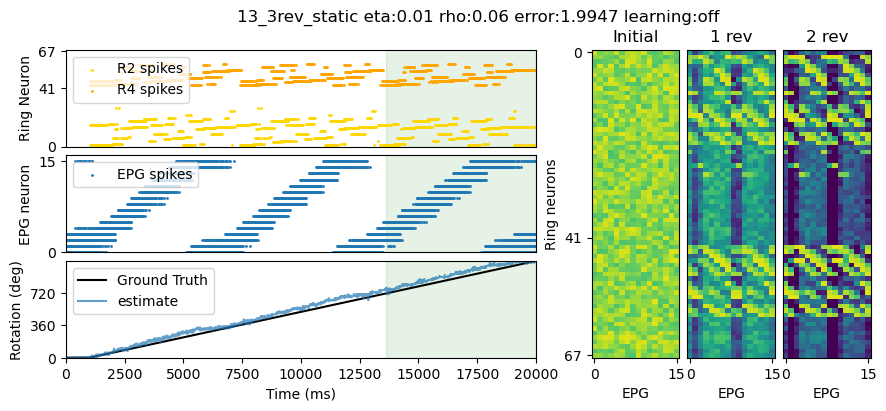 13_3rev_static eta:0.01 rho:0.06 error:1.9947 learning:off
Ring Neuron
67
41
0
R2 spikes
R4 spikes
EPG neuron
15
0
EPG spikes
Rotation (deg)
720
360
0
Ground Truth
estimate
0 2500 5000 7500 10000 12500 15000 17500 20000
Time (ms)
Initial 1 rev 2 rev
Ring neurons
0
41
67
0 15 0 15 0 15
EPG EPG EPG